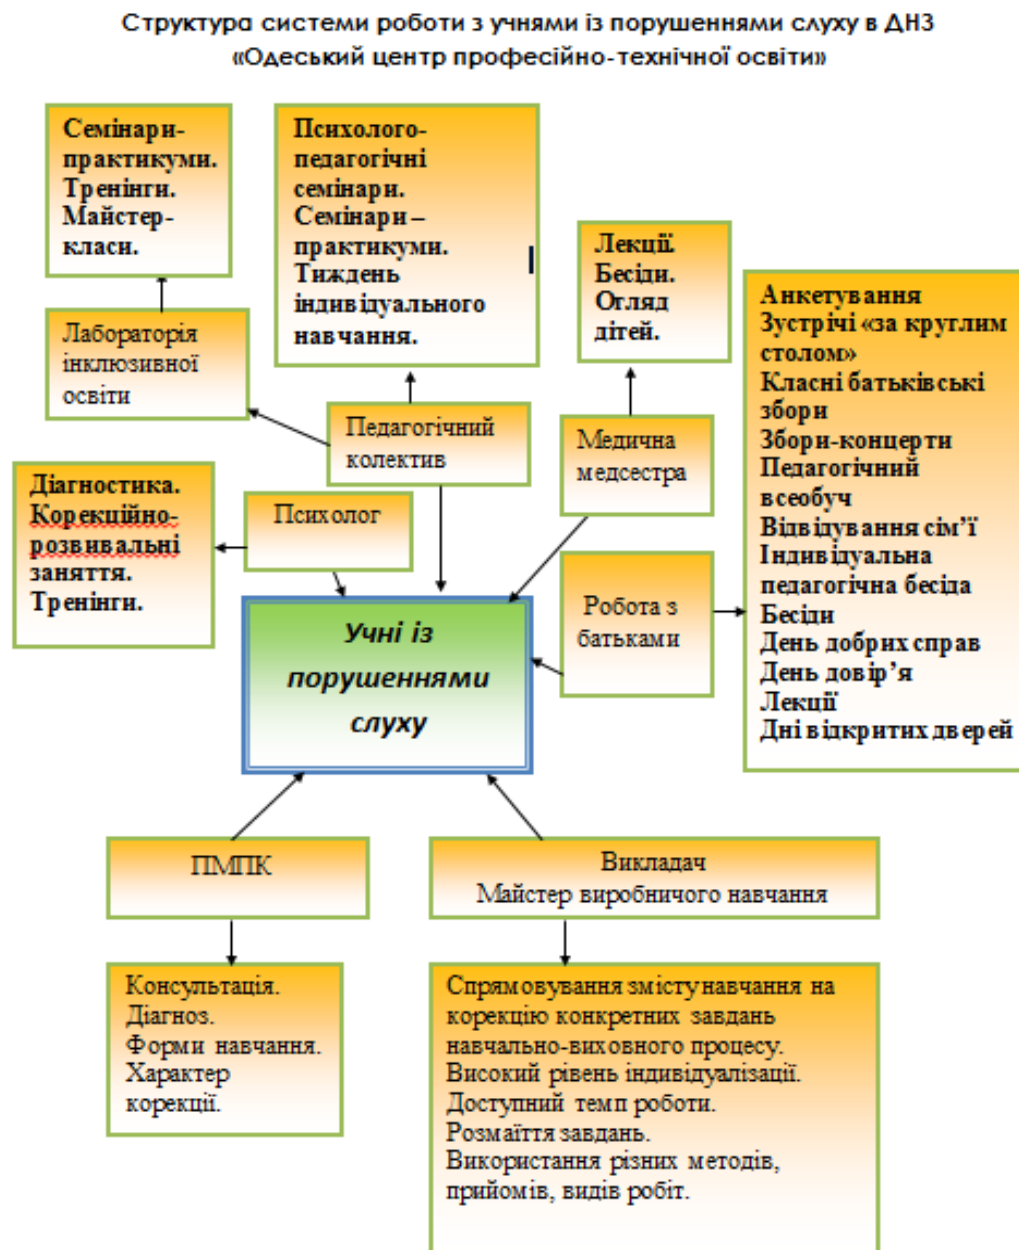 Структура системи роботи з учнями із порушеннями слуху в ДНЗ
«Одеський центр професійно-технічної освіти»
Семінари-
практикуми.
Тренінги.
Майстер-
класи.
Психолого-
педагогічні
семінари.
Семінари –
практикуми.
Тиждень
індивідуального
навчання.
Лекції.
Бесіди.
Огляд
дітей.
Анкетування
Зустрічі «за круглим
столом»
Класні батьківські
збори
Збори-концерти
Педагогічний
всеобуч
Відвідування сім’ї
Індивідуальна
педагогічна бесіда
Бесіди
День добрих справ
День довір’я
Лекції
Дні відкритих дверей
Лабораторія
інклюзивної
освіти
Педагогічний
колектив
Медична
медсестра
Діагностика.
Корекційно-
розвивальні
заняття.
Тренінги.
Психолог
Робота з
батьками
Учні із
порушеннями
слуху
ПМПК
Викладач
Майстер виробничого навчання
Консультація.
Діагноз.
Форми навчання.
Характер
корекції.
Спрямовування змісту навчання на
корекцію конкретних завдань
навчально-виховного процесу.
Високий рівень індивідуалізації.
Доступний темп роботи.
Розмаїття завдань.
Використання різних методів,
прийомів, видів робіт.